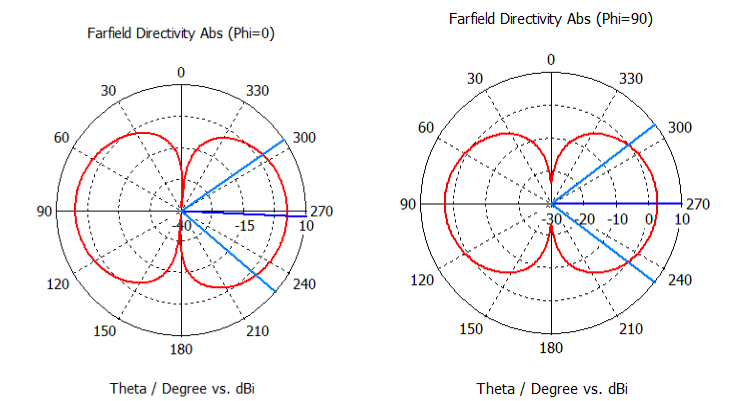 Farfield Directivity Abs (Phi=0)
0
30 330
60 300
90 -40 -15 10 270
120 240
150 210
180
Theta / Degree vs. dBi
Farfield Directivity Abs (Phi=90)
0
30 330
60 300
90 270
-30 -20 -10 0 10
120 240
150 210
180
Theta / Degree vs. dBi